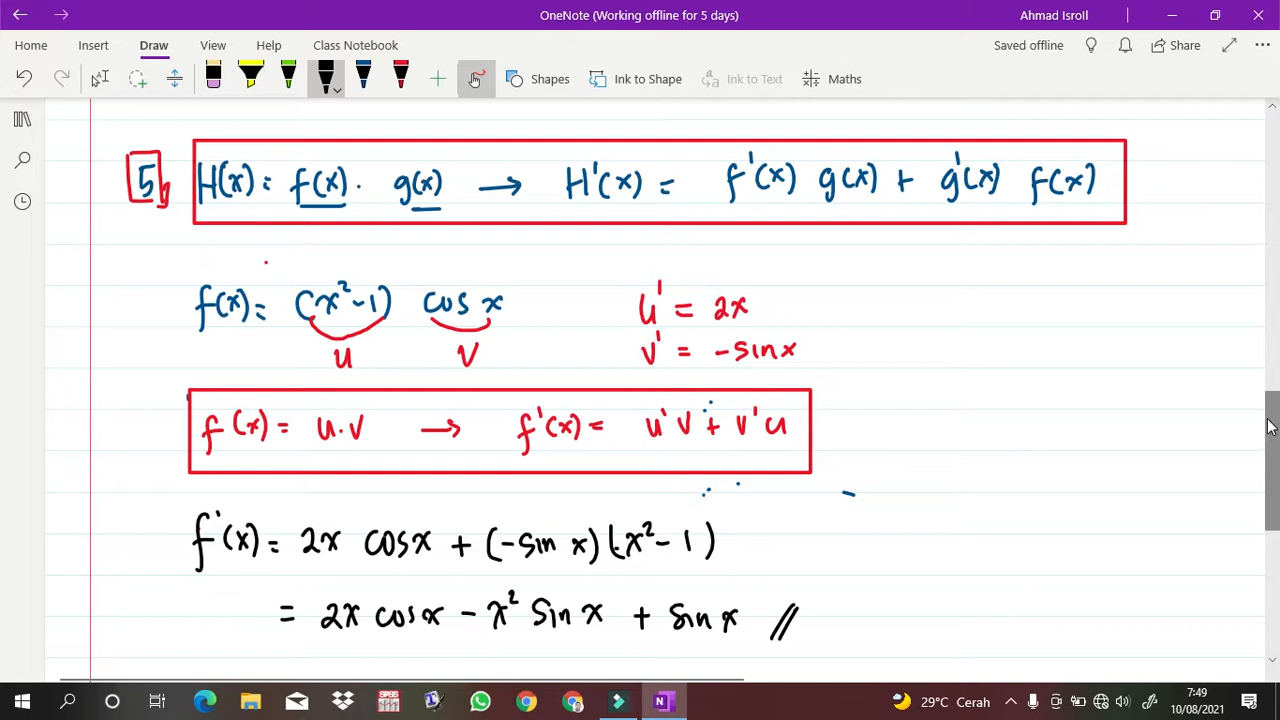 OneNote (Working offline for 5 days)
Ahmad Isroil
Home Insert Draw View Help Class Notebook
Saved offline Share
Shapes Ink to Shape Ink to Text Maths
5, H(x) = f(x) · g(x) → H'(x) = f'(x) g(x) + g'(x) f(x)
f(x) = (x² - 1) cos x u' = 2x
u v v' = -sin x
f(x) = u.v → f'(x) = u'v + v'u
f'(x) = 2x cos x + (-sin x)(x² - 1)
= 2x cos x - x² sin x + sin x //
SPSS
29°C Cerah
7:49
10/08/2021